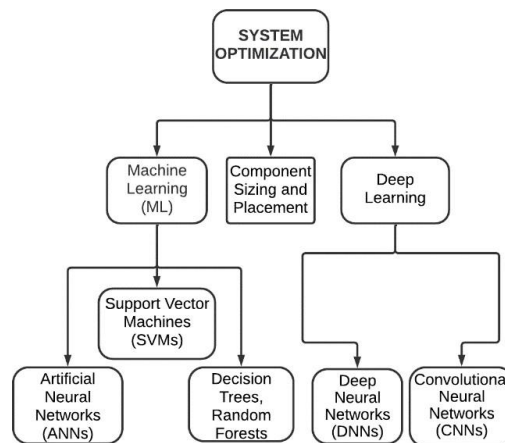 SYSTEM
OPTIMIZATION
Machine
Learning
(ML)
Component
Sizing and
Placement
Deep
Learning
Support Vector
Machines
(SVMs)
Artificial
Neural
Networks
(ANNs)
Decision
Trees,
Random
Forests
Deep
Neural
Networks
(DNNs)
Convolutiona
Neural
Networks
(CNNs)